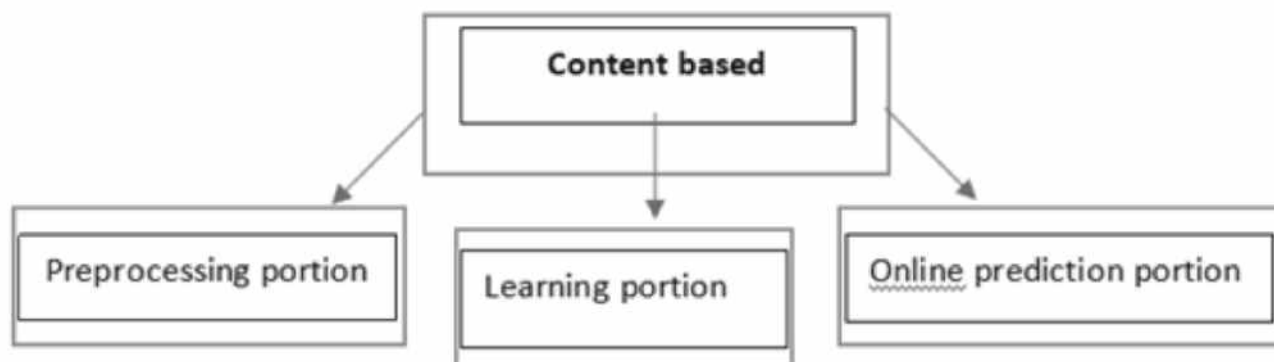 Content based
Preprocessing portion
Learning portion
Online prediction portion